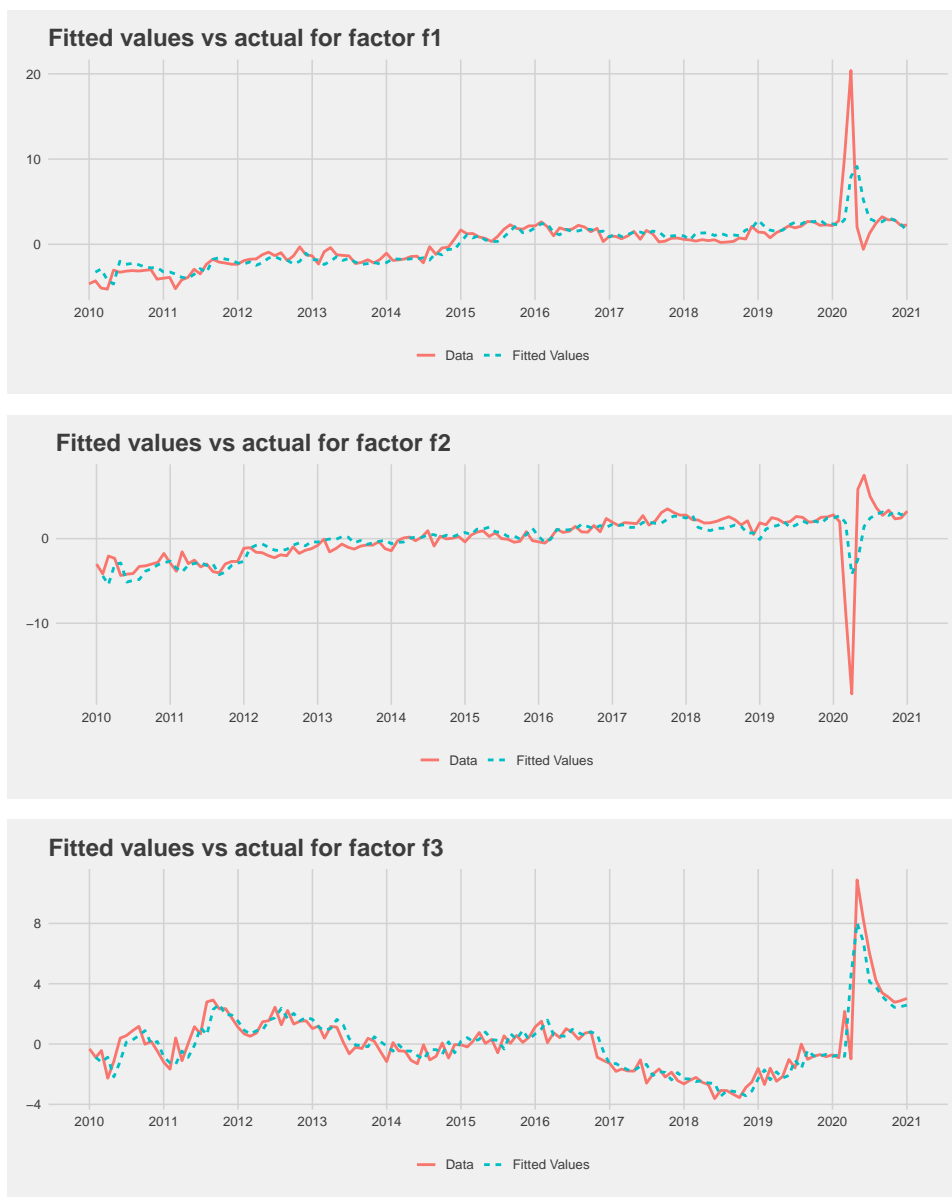 Fitted values vs actual for factor f1
20
10
0
2010 2011 2012 2013 2014 2015 2016 2017 2018 2019 2020 2021
Data Fitted Values
Fitted values vs actual for factor f2
0
−10
2010 2011 2012 2013 2014 2015 2016 2017 2018 2019 2020 2021
Data Fitted Values
Fitted values vs actual for factor f3
8
4
0
−4
2010 2011 2012 2013 2014 2015 2016 2017 2018 2019 2020 2021
Data Fitted Values